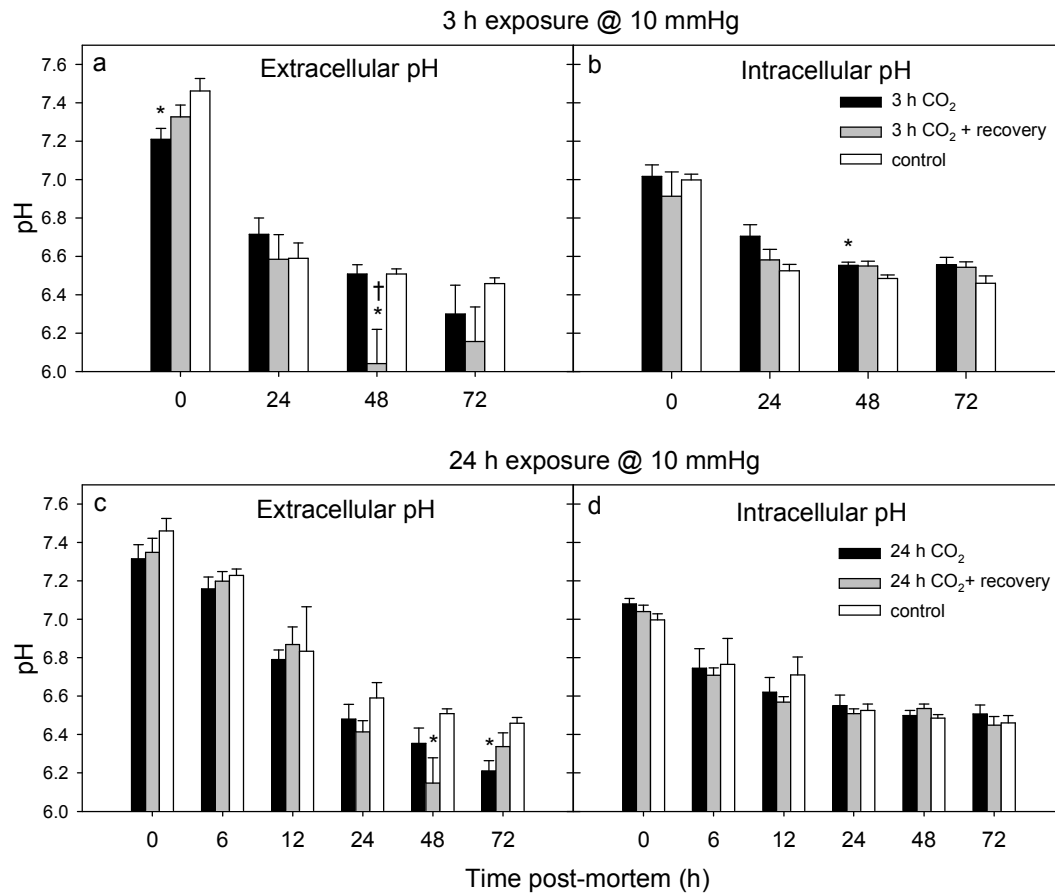 3 h exposure @ 10 mmHg
a
Extracellular pH
b
Intracellular pH
3 h CO₂
3 h CO₂ + recovery
control
pH
7.6
7.4
7.2
7.0
6.8
6.6
6.4
6.2
6.0
*
†
*
*
0 24 48 72
0 24 48 72
24 h exposure @ 10 mmHg
c
Extracellular pH
d
Intracellular pH
24 h CO₂
24 h CO₂+ recovery
control
pH
7.6
7.4
7.2
7.0
6.8
6.6
6.4
6.2
6.0
*
*
0 6 12 24 48 72
0 6 12 24 48 72
Time post-mortem (h)